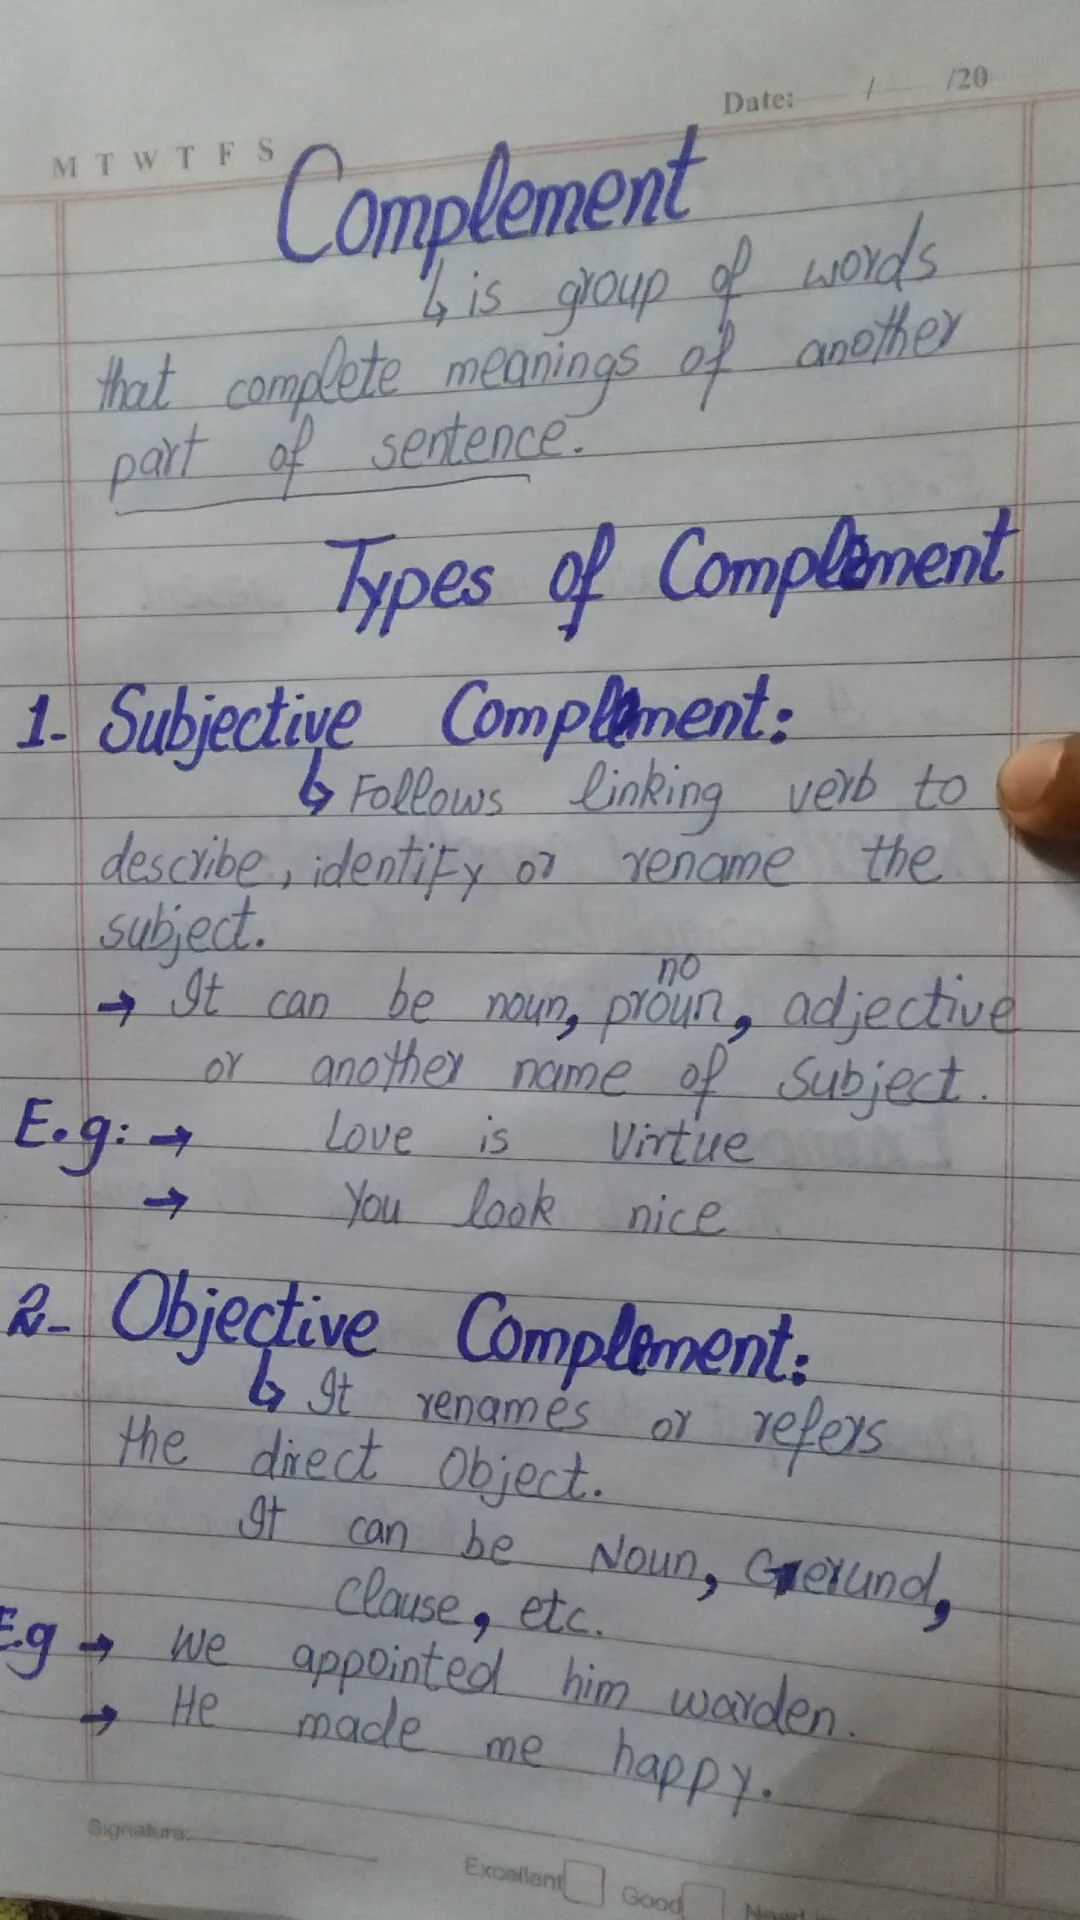 Date: / /20
M T W T F S
Complement
↳ is group of words
that complete meanings of another
part of sentence.
Types of Complement
1- Subjective Complement:
↳ Follows linking verb to
describe, identify or rename the
subject.
no
→ It can be noun, proun, adjective
or another name of Subject.
E.g: → Love is Virtue
→ You look nice
2- Objective Complement:
↳ It renames or refers
the direct Object.
It can be Noun, Gerund,
Clause, etc.
E.g → We appointed him warden.
→ He made me happy.
Signature:
Excellent Good